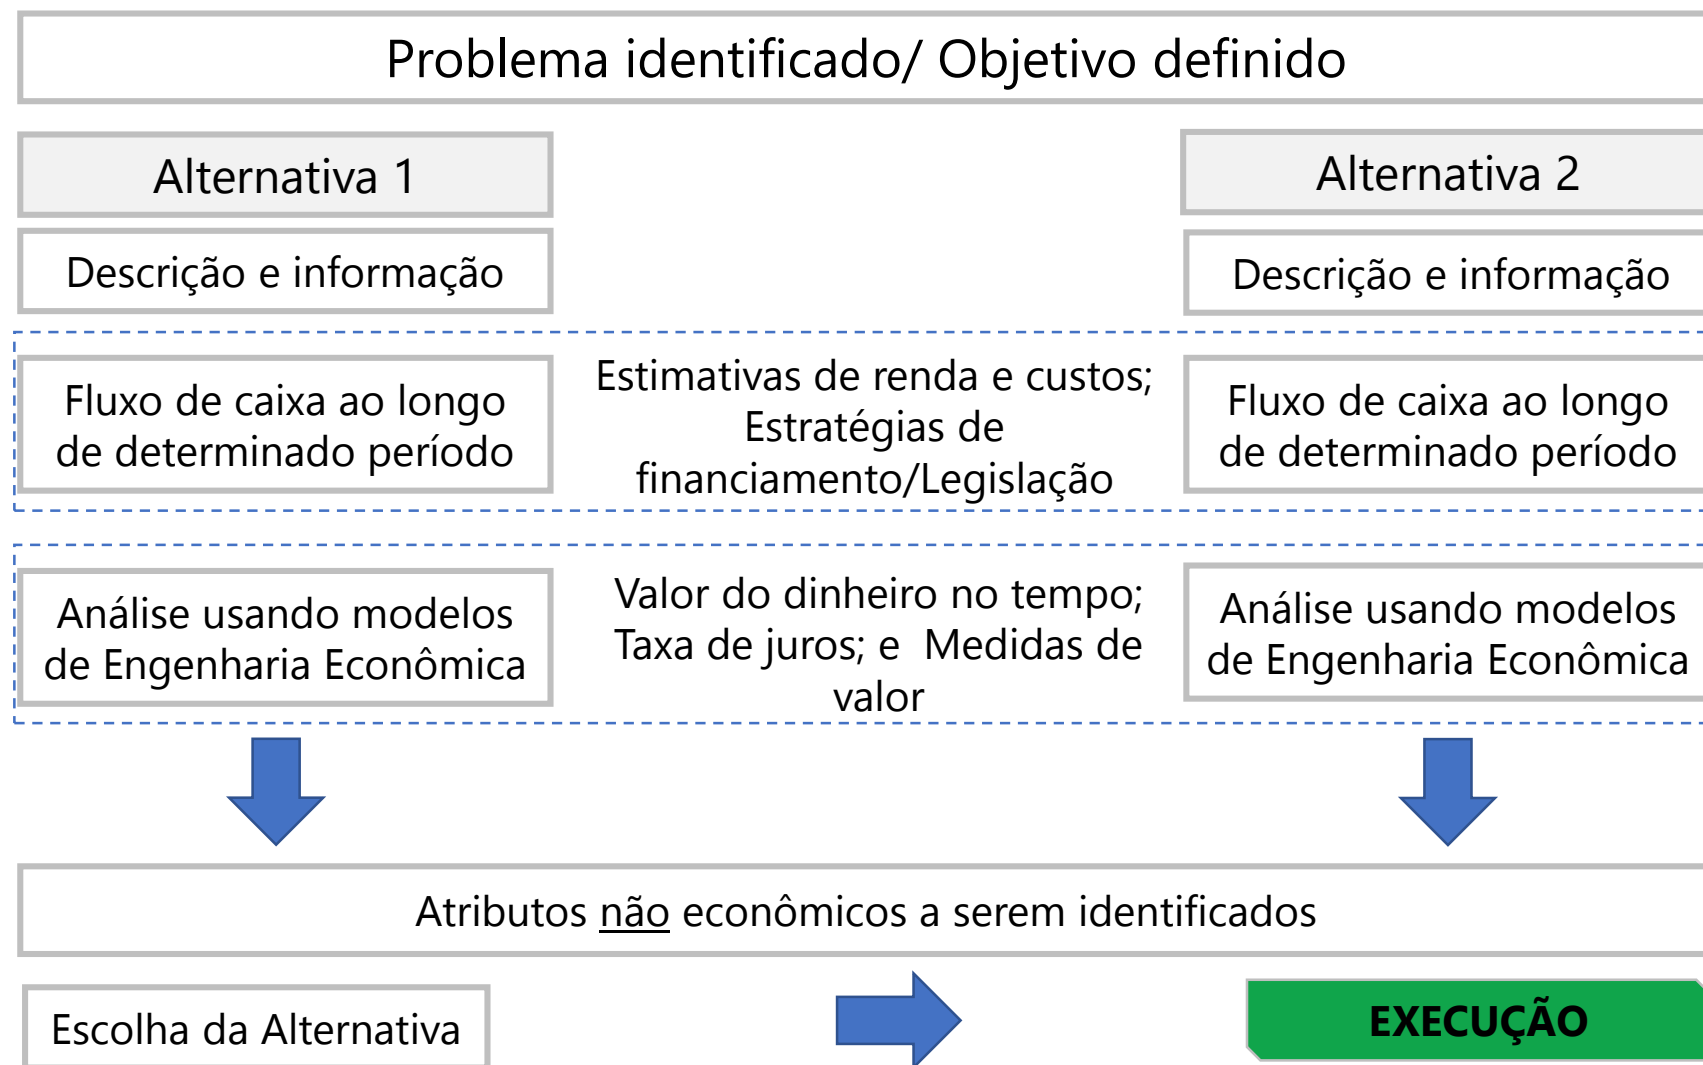 Problema identificado/ Objetivo definido
Alternativa 1
Alternativa 2
Descrição e informação
Descrição e informação
Fluxo de caixa ao longo
de determinado período
Estimativas de renda e custos;
Estratégias de
financiamento/Legislação
Fluxo de caixa ao longo
de determinado período
Análise usando modelos
de Engenharia Econômica
Valor do dinheiro no tempo;
Taxa de juros; e  Medidas de
valor
Análise usando modelos
de Engenharia Econômica
Atributos não econômicos a serem identificados
Escolha da Alternativa
EXECUÇÃO